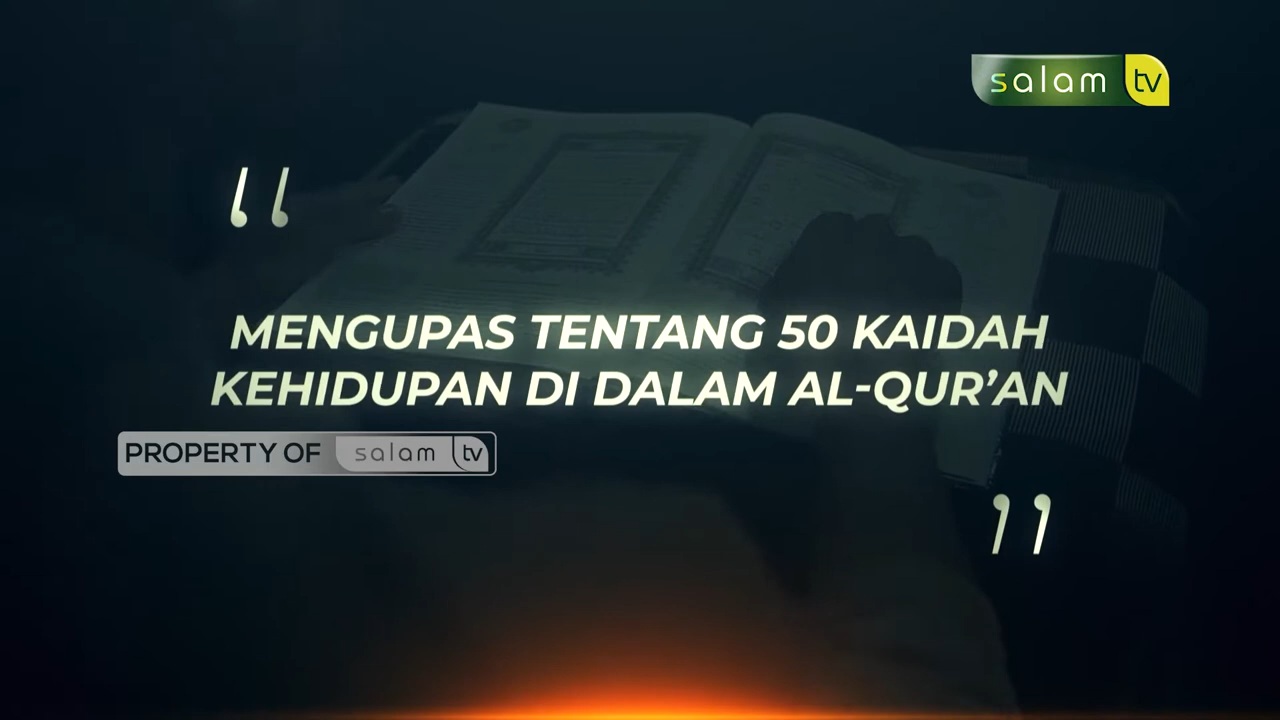 salam tv
“
MENGUPAS TENTANG 50 KAIDAH
KEHIDUPAN DI DALAM AL-QUR’AN
PROPERTY OF salam tv
”